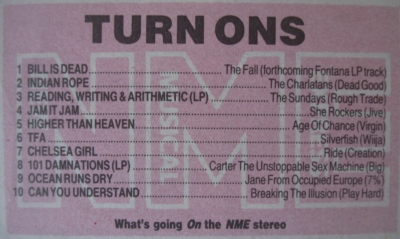 TURN ONS
1 BILL IS DEAD ........ The Fall (forthcoming Fontana LP track)
2 INDIAN ROPE ........ The Charlatans (Dead Good)
3 READING, WRITING & ARITHMETIC (LP) ........ The Sundays (Rough Trade)
4 JAM IT JAM ........ She Rockers (Jive)
5 HIGHER THAN HEAVEN ........ Age Of Chance (Virgin)
6 TFA ........ Silverfish (Wiija)
7 CHELSEA GIRL ........ Ride (Creation)
8 101 DAMNATIONS (LP) ........ Carter The Unstoppable Sex Machine (Big)
9 OCEAN RUNS DRY ........ Jane From Occupied Europe (7%)
10 CAN YOU UNDERSTAND ........ Breaking The Illusion (Play Hard)
What's going On the NME stereo
NME
MUSICAL